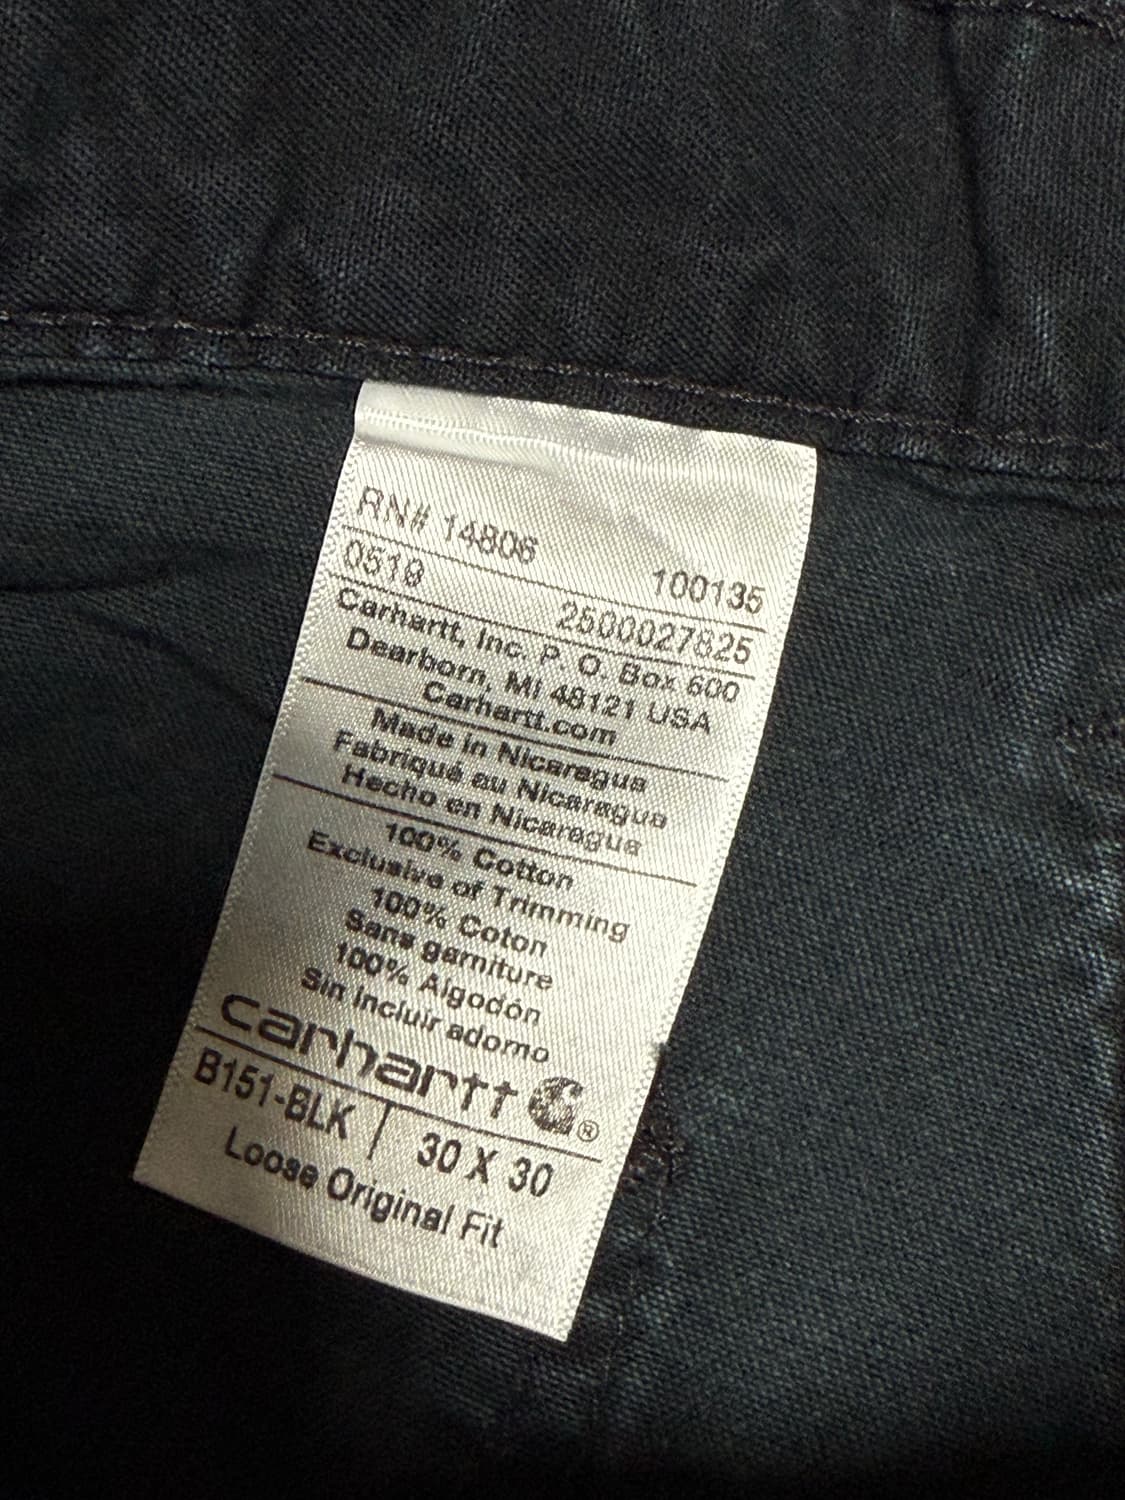 RN# 14806 100135
0519 2500027825
Carhartt, Inc. P. O. Box 600
Dearborn, MI 48121 USA
Carhartt.com
Made in Nicaragua
Fabriqué au Nicaragua
Hecho en Nicaragua
100% Cotton
Exclusive of Trimming
100% Coton
Sans garniture
100% Algodón
Sin incluir adorno
carhartt ®
B151-BLK | 30 X 30
Loose Original Fit